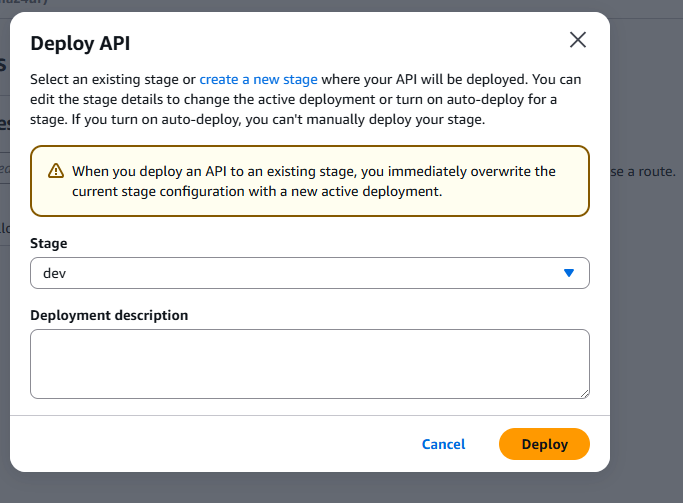 Deploy API
Select an existing stage or create a new stage where your API will be deployed. You can
edit the stage details to change the active deployment or turn on auto-deploy for a
stage. If you turn on auto-deploy, you can't manually deploy your stage.
When you deploy an API to an existing stage, you immediately overwrite the
current stage configuration with a new active deployment.
se a route.
Stage
dev
Deployment description
Cancel
Deploy